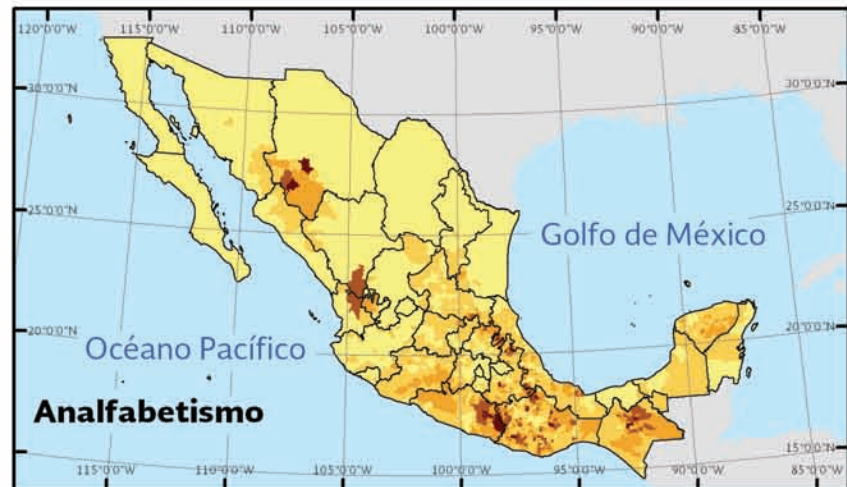 120°0'0"W 115°0'0"W 110°0'0"W 105°0'0"W 100°0'0"W 95°0'0"W 90°0'0"W 85°0'0"W
30°0'0"N 30°0'0"N
25°0'0"N 25°0'0"N
Golfo de México
20°0'0"N 20°0'0"N
Océano Pacífico
Analfabetismo
15°0'0"N
115°0'0"W 110°0'0"W 105°0'0"W 100°0'0"W 95°0'0"W 90°0'0"W 85°0'0"W